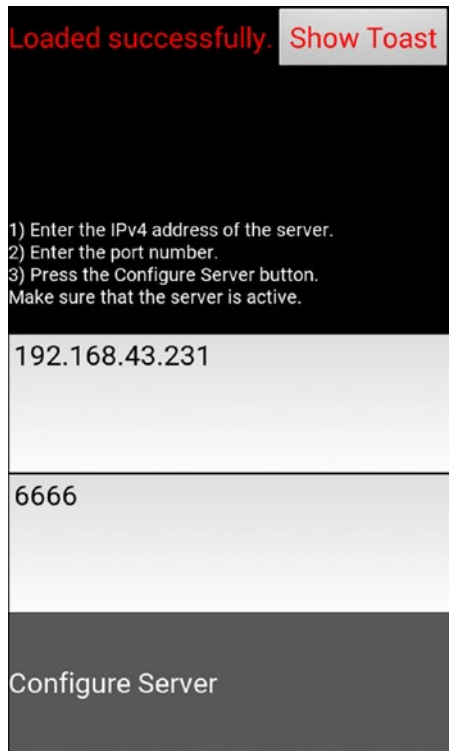 Loaded successfully. Show Toast
1) Enter the IPv4 address of the server.
2) Enter the port number.
3) Press the Configure Server button.
Make sure that the server is active.
192.168.43.231
6666
Configure Server